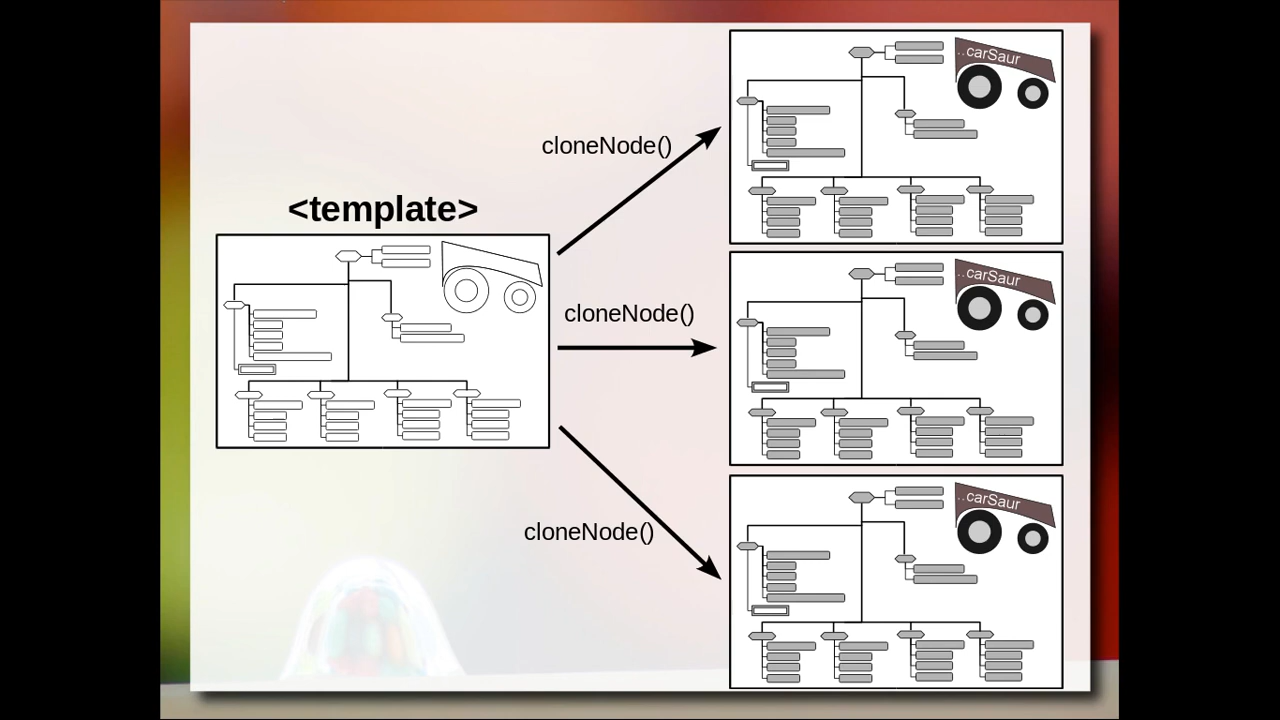 <template>
cloneNode()
cloneNode()
cloneNode()
..carSaur
..carSaur
..carSaur